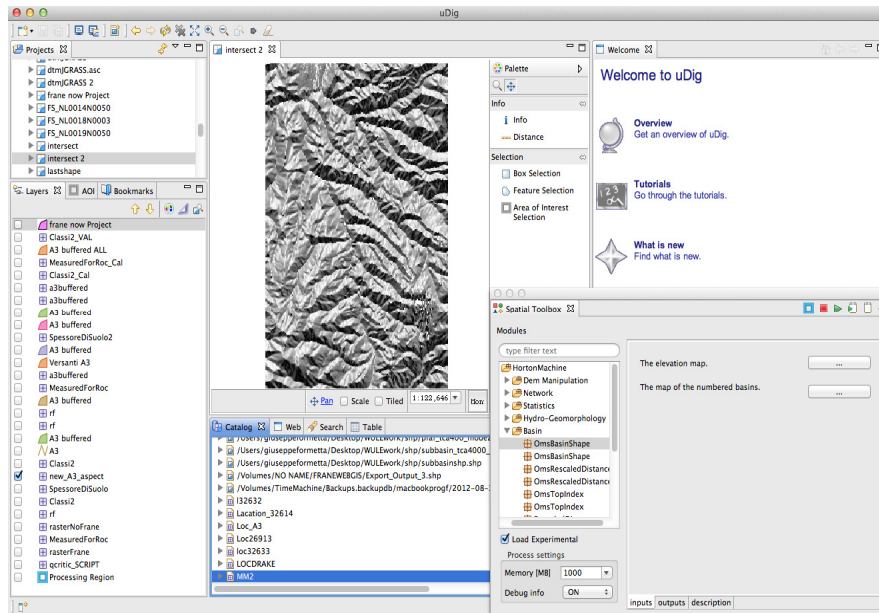 uDig
Projects
dtmJGRASS.asc
dtmJGRASS 2
frane now Project
FS_NL0014N0050
FS_NL0018N0003
FS_NL0019N0050
intersect
intersect 2
lastshape
Layers
AOI
Bookmarks
frane now Project
Classi2_VAL
A3 buffered ALL
MeasuredForRoc_Cal
Classi2_Cal
a3buffered
a3buffered
A3 buffered
A3 buffered
SpessoreDiSuolo2
A3 buffered
Versanti A3
a3buffered
MeasuredForRoc
A3 buffered
rf
rf
A3 buffered
A3
Classi2
new_A3_aspect
SpessoreDiSuolo
Classi2
rf
rasterNoFrane
MeasuredForRoc
rasterFrane
qcritic_SCRIPT
Processing Region
intersect 2
Palette
Info
Info
Distance
Selection
Box Selection
Feature Selection
Area of Interest
Selection
Pan
Scale
Tiled
1:122,646
Catalog
Web
Search
Table
/Users/giuseppeformetta/Desktop/WULEwork/shp/subbasin_tca4000_
/Users/giuseppeformetta/Desktop/WULEwork/shp/subbasinshp.shp
/Volumes/NO NAME/FRANEWEBGIS/Export_Output_3.shp
/Volumes/TimeMachine/Backups.backupdb/macbookprogf/2012-08-
l32632
Lacation_32614
Loc_A3
Loc26913
loc32633
LOCDRAKE
MM2
Welcome
Welcome to uDig
Overview
Get an overview of uDig.
Tutorials
Go through the tutorials.
What is new
Find what is new.
Spatial Toolbox
Modules
type filter text
HortonMachine
Dem Manipulation
Network
Statistics
Hydro-Geomorphology
Basin
OmsBasinShape
OmsBasinShape
OmsRescaledDistance
OmsRescaledDistance
OmsTopIndex
OmsTopIndex
Load Experimental
Process settings
Memory [MB]
1000
Debug info
ON
The elevation map.
...
The map of the numbered basins.
...
inputs
outputs
description